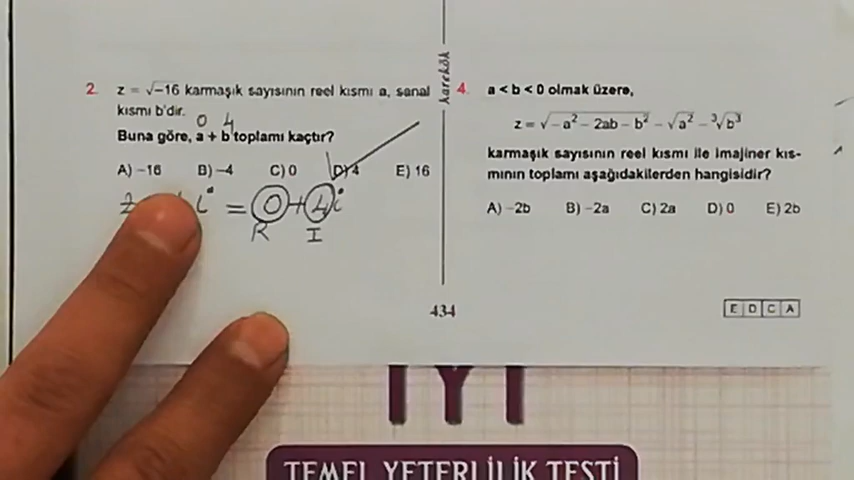 2. z = √-16 karmaşık sayısının reel kısmı a, sanal
kısmı b'dir.
0 4
Buna göre, a + b toplamı kaçtır?
A) -16 B) -4 C) 0 D) 4 E) 16
i = 0 + 4i
R I
karekök
4. a < b < 0 olmak üzere,
z = √-a² - 2ab - b² - √a² - ³√b³
karmaşık sayısının reel kısmı ile imajiner kıs-
mının toplamı aşağıdakilerden hangisidir?
A) -2b B) -2a C) 2a D) 0 E) 2b
434
E D C A
TYT
TEMEL YETERLİLİK TESTİ